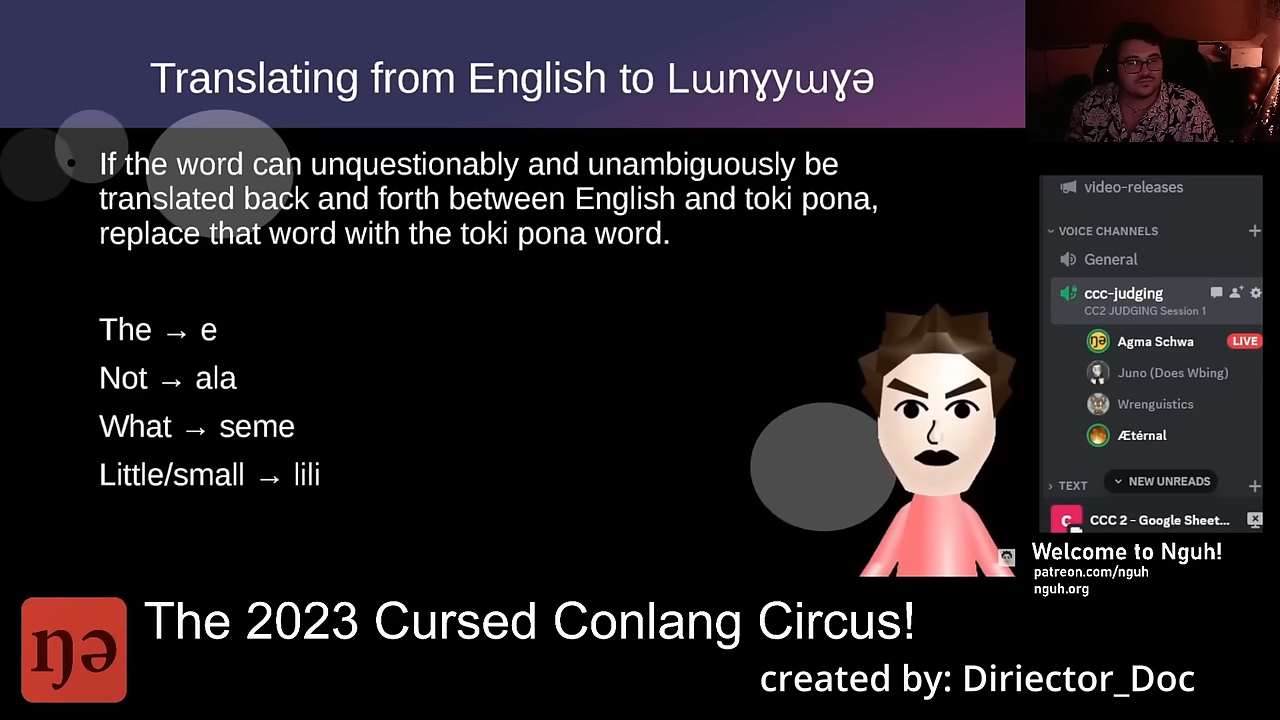 Translating from English to Lɯnɣyɯɣə
• If the word can unquestionably and unambiguously be
translated back and forth between English and toki pona,
replace that word with the toki pona word.
The → e
Not → ala
What → seme
Little/small → lili
video-releases
VOICE CHANNELS
General
ccc-judging
CC2 JUDGING Session 1
Agma Schwa LIVE
Juno (Does Wbing)
Wrenguistics
Ætérnal
TEXT NEW UNREADS
C CCC 2 - Google Sheet...
Welcome to Nguh!
patreon.com/nguh
nguh.org
ŋə The 2023 Cursed Conlang Circus!
created by: Diriector_Doc